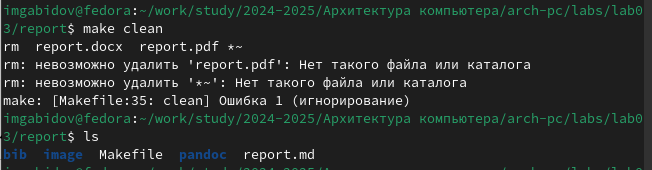 imgabidov@fedora:~/work/study/2024-2025/Архитектура компьютера/arch-pc/labs/lab0
3/report$ make clean
rm  report.docx  report.pdf *~
rm: невозможно удалить 'report.pdf': Нет такого файла или каталога
rm: невозможно удалить '*~': Нет такого файла или каталога
make: [Makefile:35: clean] Ошибка 1 (игнорирование)
imgabidov@fedora:~/work/study/2024-2025/Архитектура компьютера/arch-pc/labs/lab0
3/report$ ls
bib  image  Makefile  pandoc  report.md